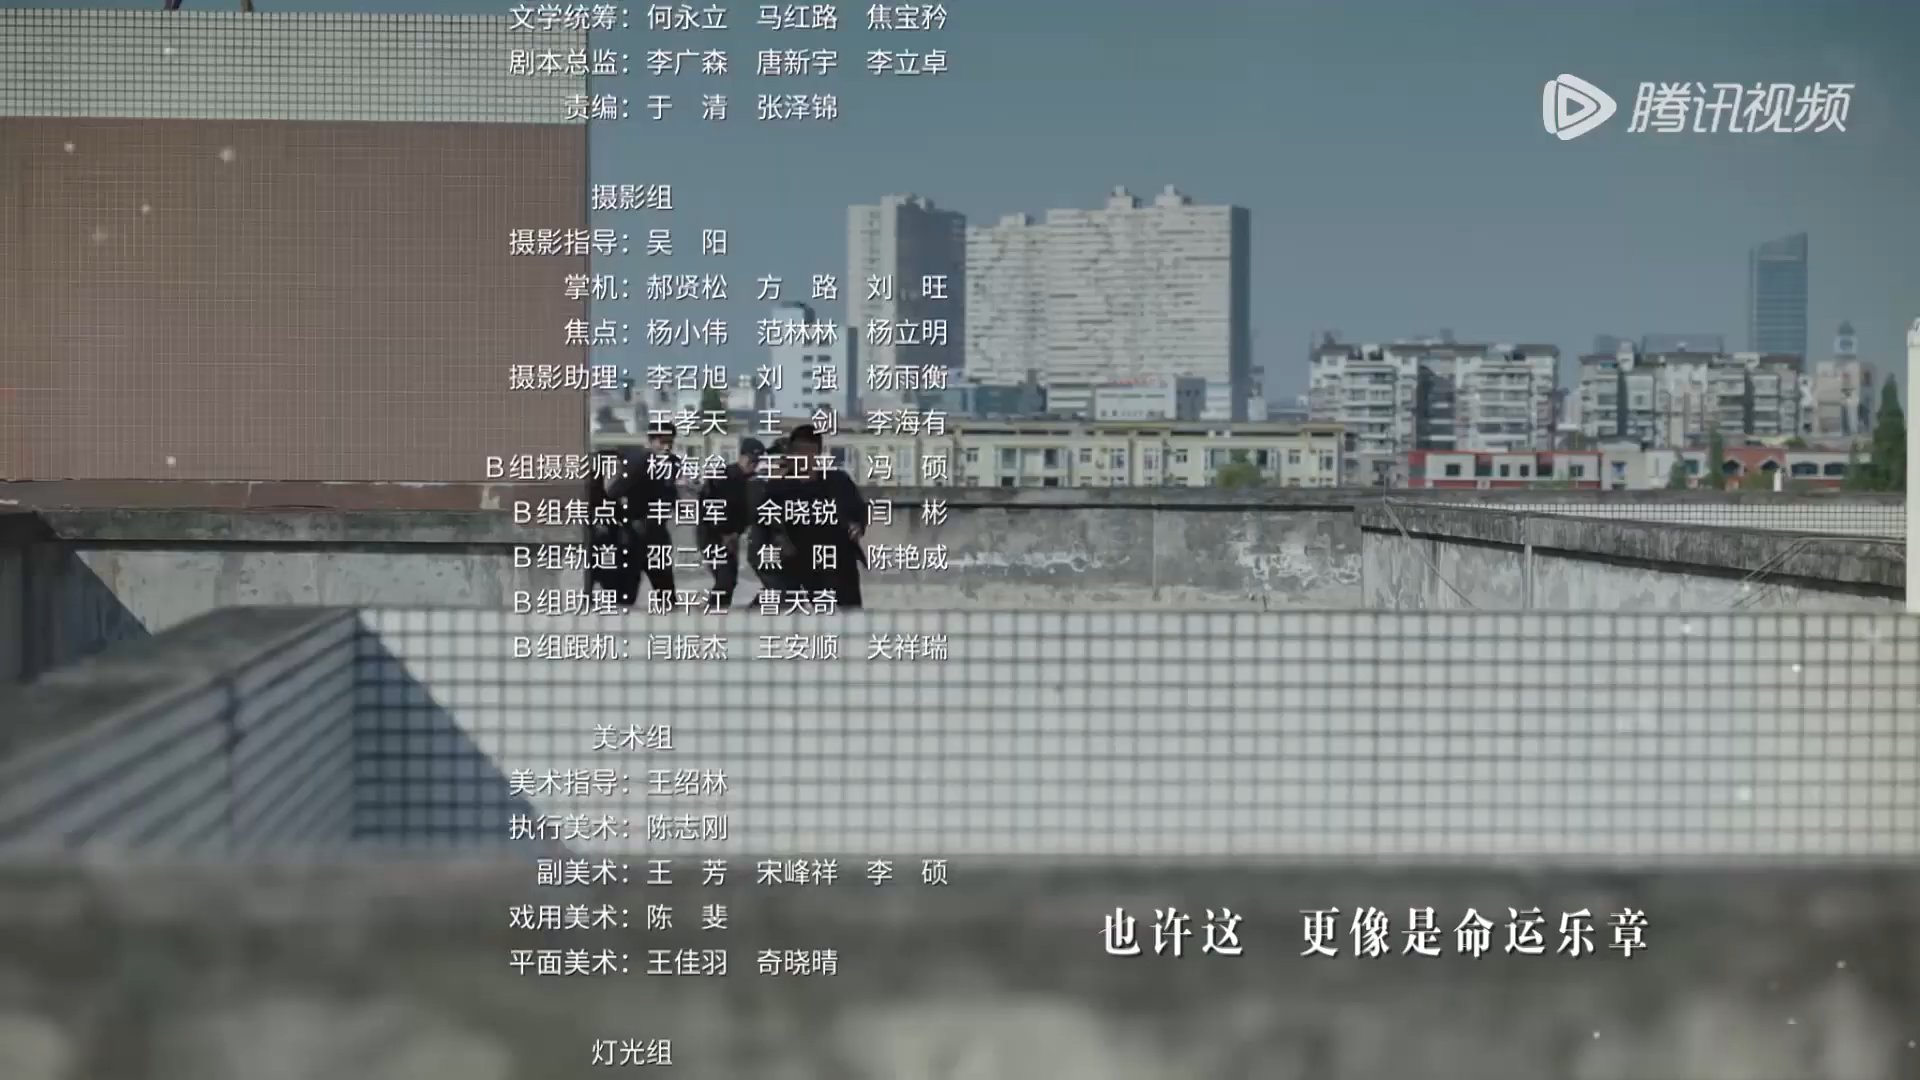 文学统筹：何永立 马红路 焦宝矜
剧本总监：李广森 唐新宇 李立卓
责编：于 清 张泽锦
腾讯视频
摄影组
摄影指导：吴 阳
掌机：郝贤松 方 路 刘 旺
焦点：杨小伟 范林林 杨立明
摄影助理：李召旭 刘 强 杨雨衡
王孝天 王 剑 李海有
B组摄影师：杨海垒 王卫平 冯 硕
B组焦点：丰国军 余晓锐 闫 彬
B组轨道：邵二华 焦 阳 陈艳威
B组助理：邸平江 曹天奇
B组跟机：闫振杰 王安顺 关祥瑞
美术组
美术指导：王绍林
执行美术：陈志刚
副美术：王 芳 宋峰祥 李 硕
戏用美术：陈 斐
平面美术：王佳羽 奇晓晴
也许这 更像是命运乐章
灯光组